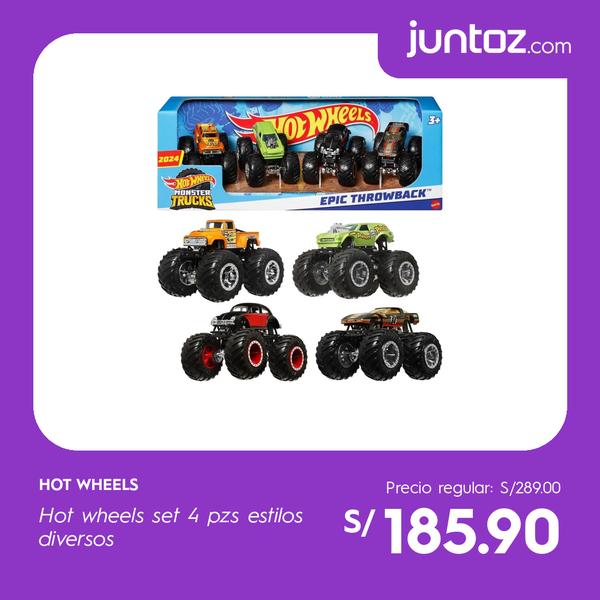 juntoz.com
HOT WHEELS
3+
2024
HOT WHEELS
MONSTER
TRUCKS
EPIC THROWBACK™
HOT WHEELS
Precio regular: S/289.00
Hot wheels set 4 pzs estilos
diversos
S/ 185.90